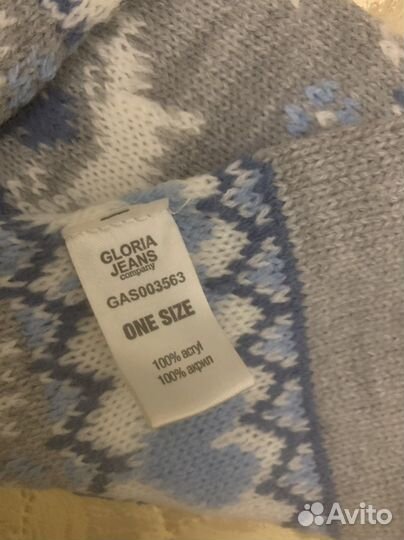 GLORIA
JEANS
company
GAS003563
ONE SIZE
100% acryl
100% акрил
Avito